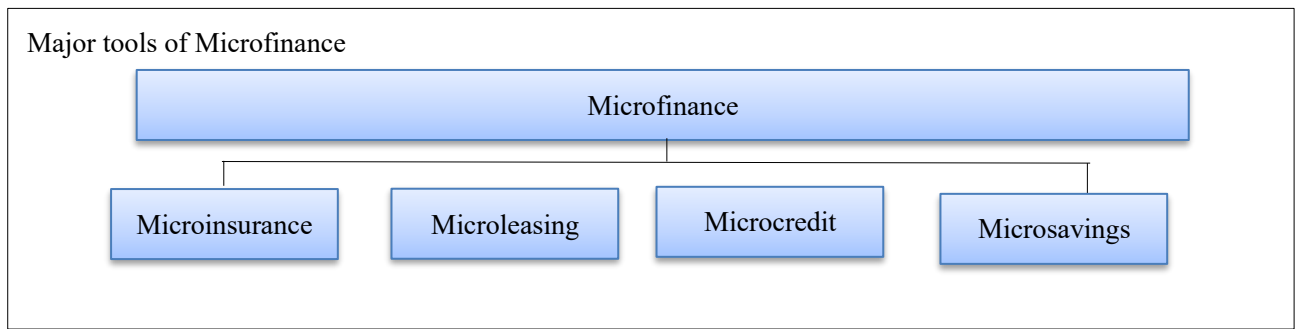 Major tools of Microfinance
Microfinance
Microinsurance
Microleasing
Microcredit
Microsavings